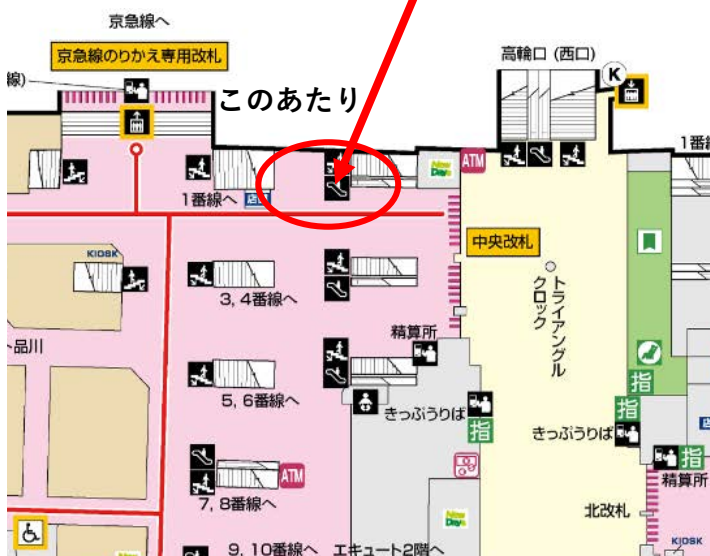 京急線へ
京急線のりかえ専用改札
線)
このあたり
高輪口 (西口)
K
1番線
1番線へ
New Days
ATM
中央改札
KIOSK
3, 4番線へ
トライアングル
クロック
品川
精算所
5, 6番線へ
きっぷうりば
指
指
指
きっぷうりば
指
精算所
ATM
7, 8番線へ
New Days
北改札
9, 10番線へ
エキュート2階へ
KIOSK